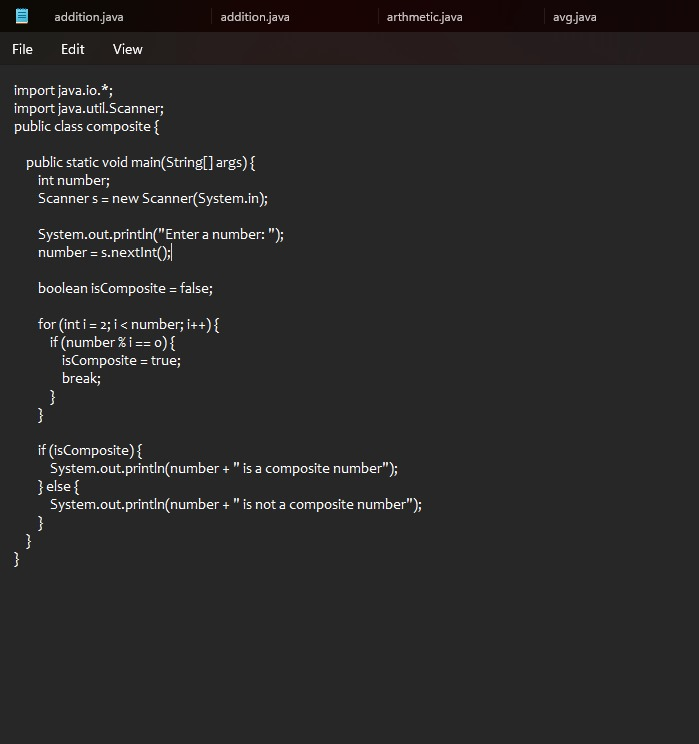 addition.java addition.java arthmetic.java avg.java
File Edit View
import java.io.*;
import java.util.Scanner;
public class composite {
public static void main(String[] args) {
int number;
Scanner s = new Scanner(System.in);
System.out.println("Enter a number: ");
number = s.nextInt();
boolean isComposite = false;
for (int i = 2; i < number; i++) {
if (number % i == 0) {
isComposite = true;
break;
}
}
if (isComposite) {
System.out.println(number + " is a composite number");
} else {
System.out.println(number + " is not a composite number");
}
}
}